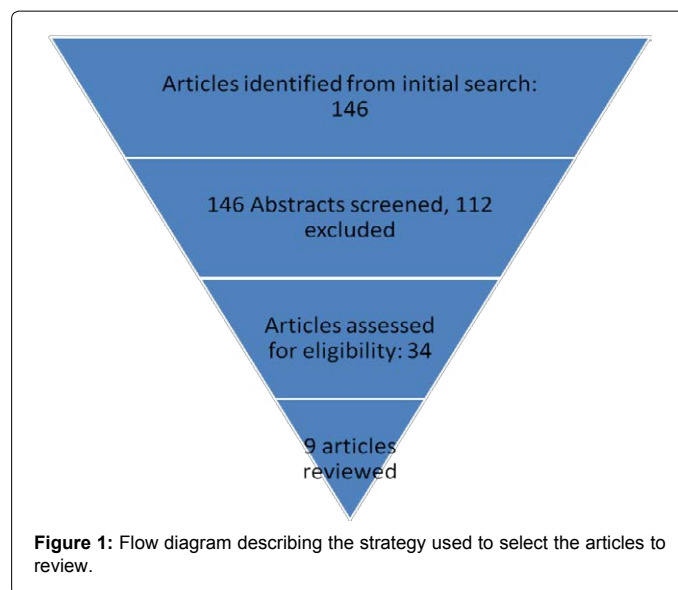 Articles identified from initial search:
146
146 Abstracts screened, 112
excluded
Articles assessed
for eligibility: 34
9 articles
reviewed
Figure 1: Flow diagram describing the strategy used to select the articles to
review.